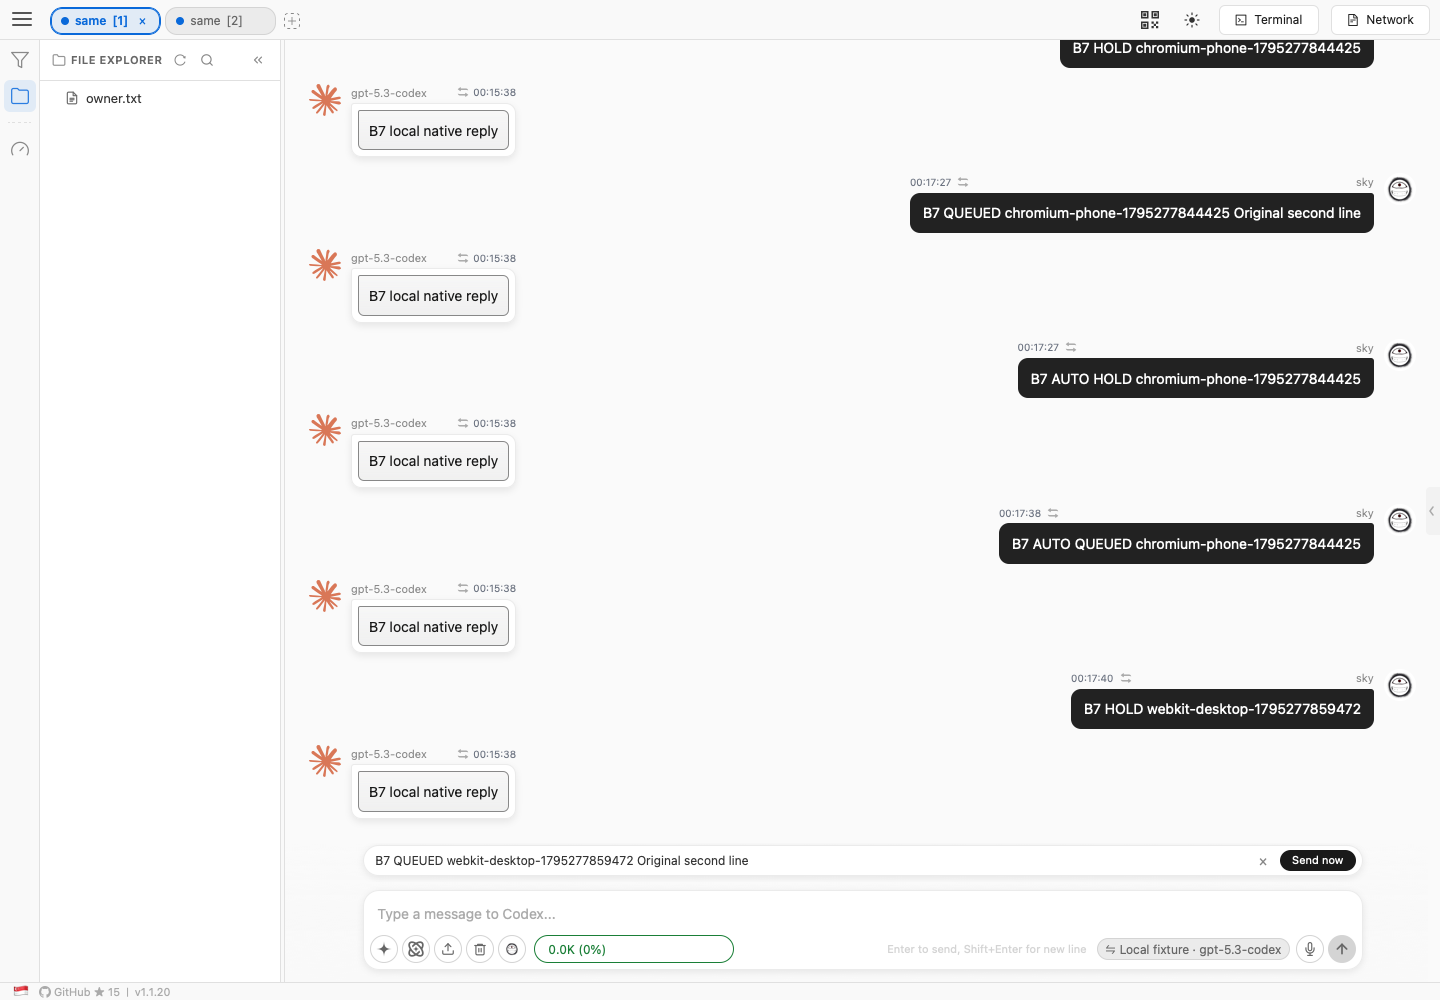 same [1] ×
same [2]
Terminal
Network
FILE EXPLORER
owner.txt
B7 HOLD chromium-phone-1795277844425
gpt-5.3-codex 00:15:38
B7 local native reply
00:17:27 sky
B7 QUEUED chromium-phone-1795277844425 Original second line
gpt-5.3-codex 00:15:38
B7 local native reply
00:17:27 sky
B7 AUTO HOLD chromium-phone-1795277844425
gpt-5.3-codex 00:15:38
B7 local native reply
00:17:38 sky
B7 AUTO QUEUED chromium-phone-1795277844425
gpt-5.3-codex 00:15:38
B7 local native reply
00:17:40 sky
B7 HOLD webkit-desktop-1795277859472
gpt-5.3-codex 00:15:38
B7 local native reply
B7 QUEUED webkit-desktop-1795277859472 Original second line × Send now
Type a message to Codex...
0.0K (0%)
Enter to send, Shift+Enter for new line
Local fixture · gpt-5.3-codex
GitHub ★ 15 | v1.1.20